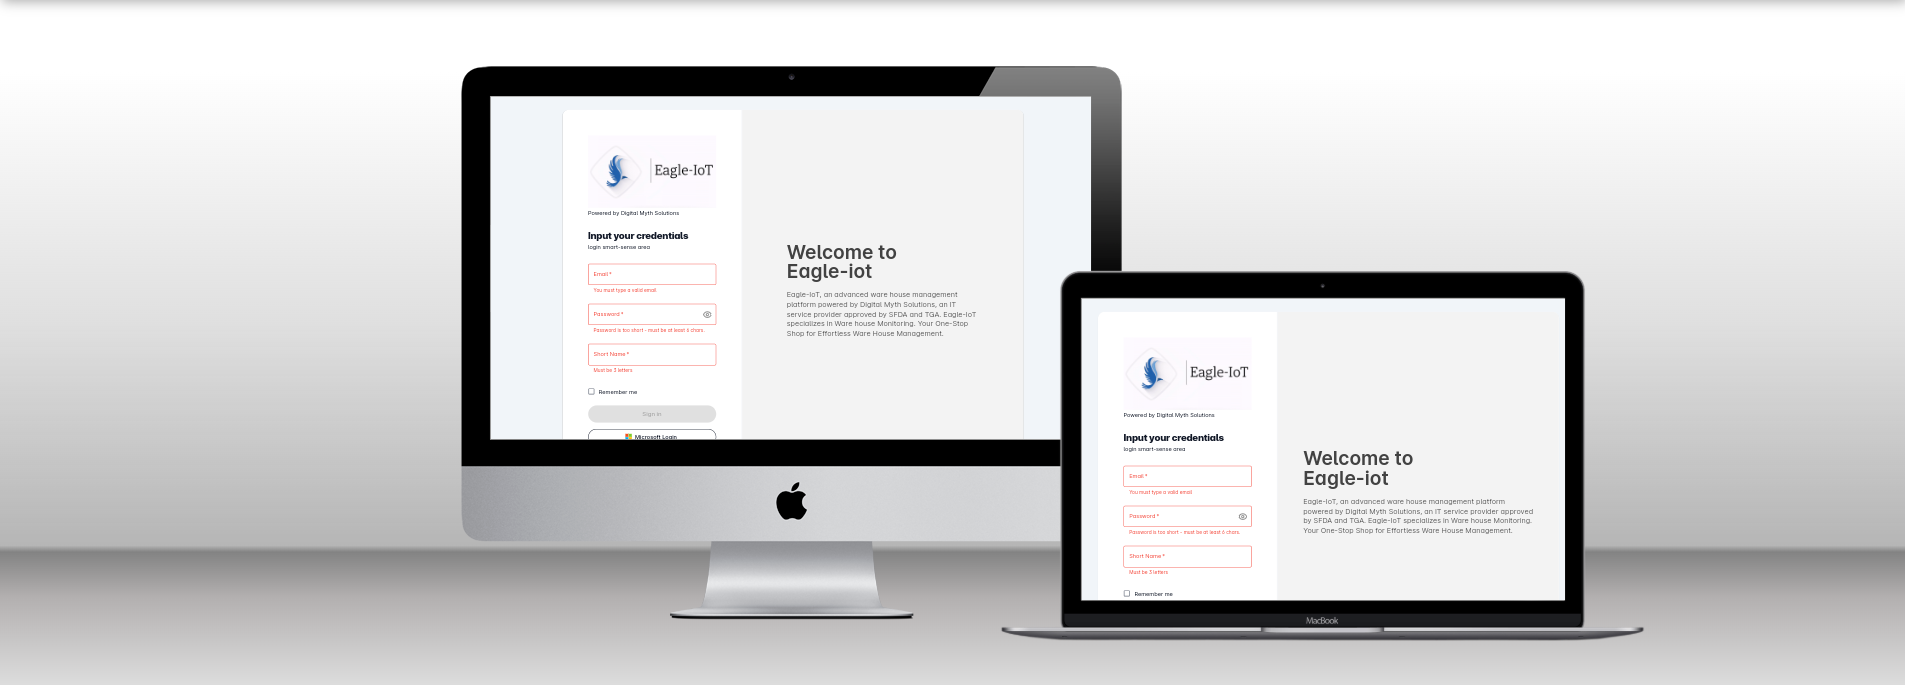 Eagle-IoT
Powered by Digital Myth Solutions
Input your credentials
login smart-sense area
Email *
You must type a valid email
Password *
Password is too short - must be at least 6 chars.
Short Name *
Must be 3 letters
Remember me
Sign in
Microsoft Login
Welcome to
Eagle-iot
Eagle-IoT, an advanced ware house management
platform powered by Digital Myth Solutions, an IT
service provider approved by SFDA and TGA. Eagle-IoT
specializes in Ware house Monitoring. Your One-Stop
Shop for Effortless Ware House Management.
Eagle-IoT
Powered by Digital Myth Solutions
Input your credentials
login smart-sense area
Email *
You must type a valid email
Password *
Password is too short - must be at least 6 chars.
Short Name *
Must be 3 letters
Remember me
Welcome to
Eagle-iot
Eagle-IoT, an advanced ware house management platform
powered by Digital Myth Solutions, an IT service provider approved
by SFDA and TGA. Eagle-IoT specializes in Ware house Monitoring.
Your One-Stop Shop for Effortless Ware House Management.
MacBook